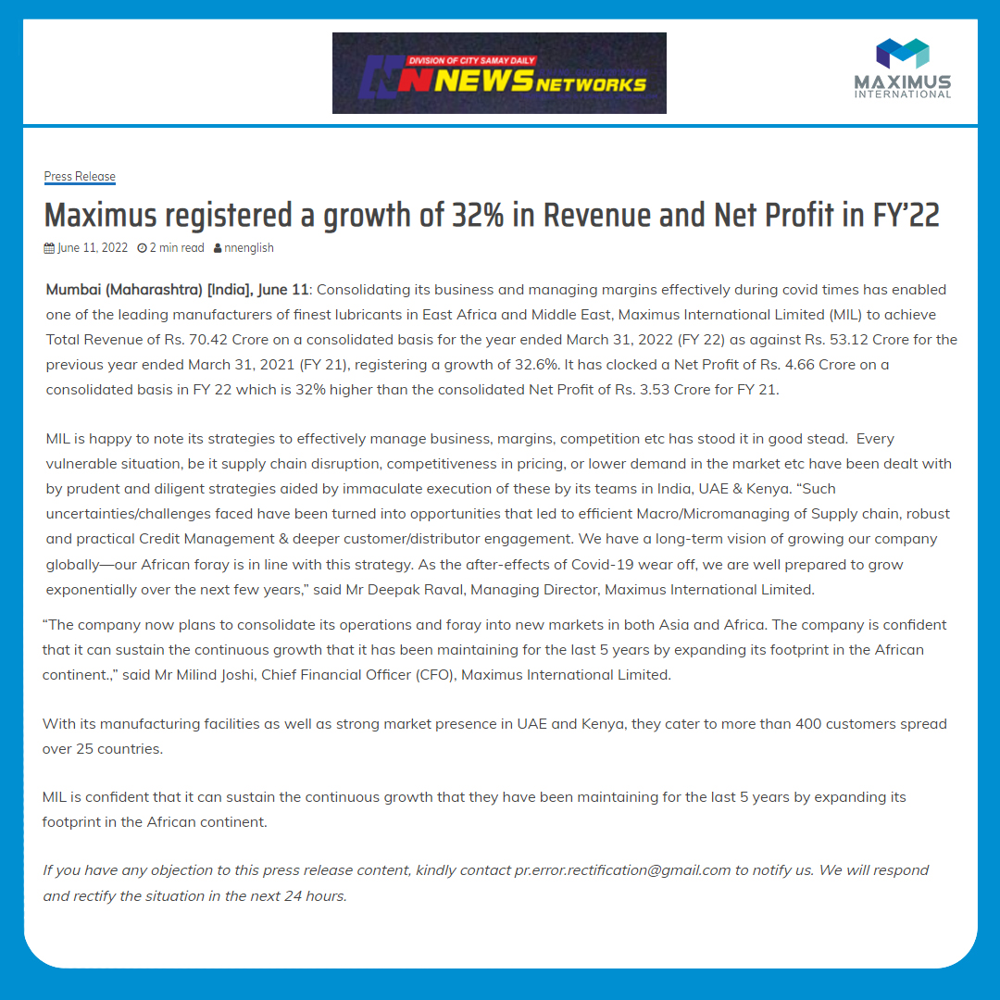 DIVISION OF CITY SAMAY DAILY
NN NEWS NETWORKS
MAXIMUS
INTERNATIONAL
Press Release
Maximus registered a growth of 32% in Revenue and Net Profit in FY’22
June 11, 2022 2 min read nnenglish
Mumbai (Maharashtra) [India], June 11: Consolidating its business and managing margins effectively during covid times has enabled
one of the leading manufacturers of finest lubricants in East Africa and Middle East, Maximus International Limited (MIL) to achieve
Total Revenue of Rs. 70.42 Crore on a consolidated basis for the year ended March 31, 2022 (FY 22) as against Rs. 53.12 Crore for the
previous year ended March 31, 2021 (FY 21), registering a growth of 32.6%. It has clocked a Net Profit of Rs. 4.66 Crore on a
consolidated basis in FY 22 which is 32% higher than the consolidated Net Profit of Rs. 3.53 Crore for FY 21.
MIL is happy to note its strategies to effectively manage business, margins, competition etc has stood it in good stead.  Every
vulnerable situation, be it supply chain disruption, competitiveness in pricing, or lower demand in the market etc have been dealt with
by prudent and diligent strategies aided by immaculate execution of these by its teams in India, UAE & Kenya. “Such
uncertainties/challenges faced have been turned into opportunities that led to efficient Macro/Micromanaging of Supply chain, robust
and practical Credit Management & deeper customer/distributor engagement. We have a long-term vision of growing our company
globally—our African foray is in line with this strategy. As the after-effects of Covid-19 wear off, we are well prepared to grow
exponentially over the next few years,” said Mr Deepak Raval, Managing Director, Maximus International Limited.
“The company now plans to consolidate its operations and foray into new markets in both Asia and Africa. The company is confident
that it can sustain the continuous growth that it has been maintaining for the last 5 years by expanding its footprint in the African
continent.,” said Mr Milind Joshi, Chief Financial Officer (CFO), Maximus International Limited.
With its manufacturing facilities as well as strong market presence in UAE and Kenya, they cater to more than 400 customers spread
over 25 countries.
MIL is confident that it can sustain the continuous growth that they have been maintaining for the last 5 years by expanding its
footprint in the African continent.
If you have any objection to this press release content, kindly contact pr.error.rectification@gmail.com to notify us. We will respond
and rectify the situation in the next 24 hours.